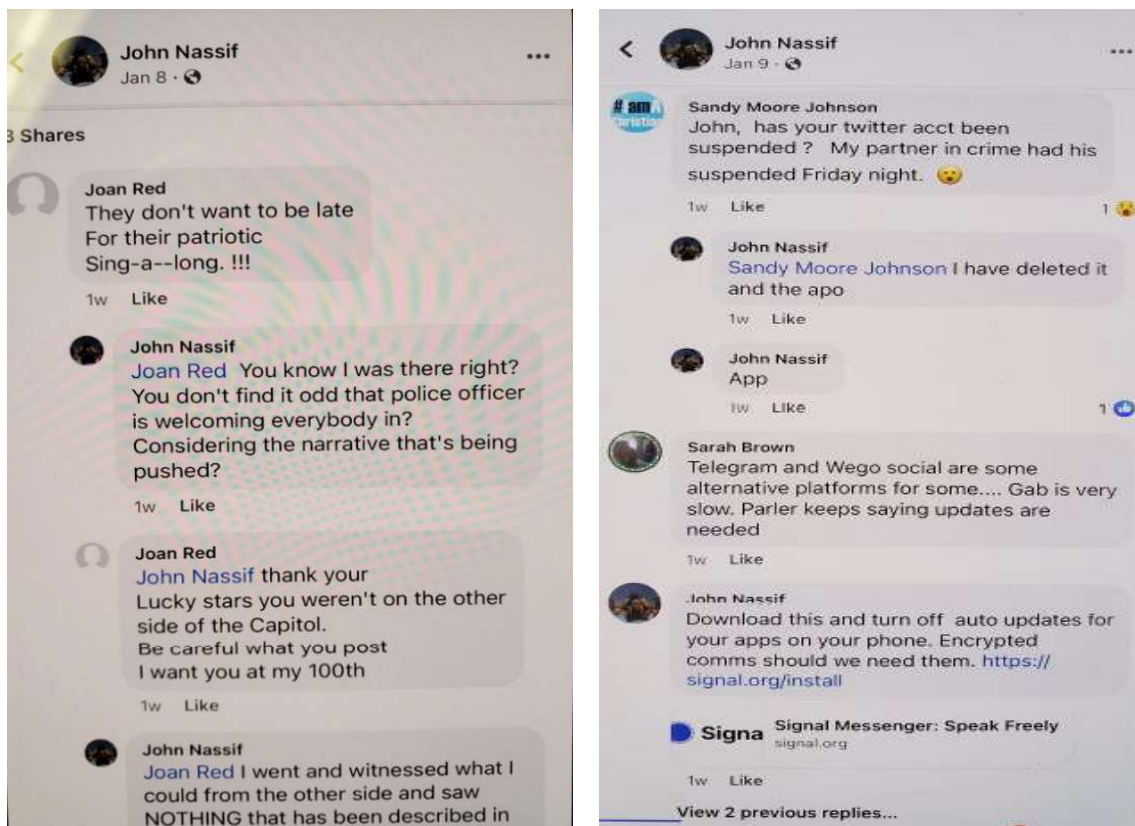 John Nassif
Jan 8 ·
3 Shares
Joan Red
They don't want to be late
For their patriotic
Sing-a--long. !!!
1w Like
John Nassif
Joan Red You know I was there right?
You don't find it odd that police officer
is welcoming everybody in?
Considering the narrative that's being
pushed?
1w Like
Joan Red
John Nassif thank your
Lucky stars you weren't on the other
side of the Capitol.
Be careful what you post
I want you at my 100th
1w Like
John Nassif
Joan Red I went and witnessed what I
could from the other side and saw
NOTHING that has been described in
John Nassif
Jan 9 ·
# am
Christian
Sandy Moore Johnson
John, has your twitter acct been
suspended ? My partner in crime had his
suspended Friday night.
1w Like
1
John Nassif
Sandy Moore Johnson I have deleted it
and the apo
1w Like
John Nassif
App
1w Like
1
Sarah Brown
Telegram and Wego social are some
alternative platforms for some.... Gab is very
slow. Parler keeps saying updates are
needed
1w Like
John Nassif
Download this and turn off auto updates for
your apps on your phone. Encrypted
comms should we need them. https://
signal.org/install
Signa
Signal Messenger: Speak Freely
signal.org
1w Like
View 2 previous replies...